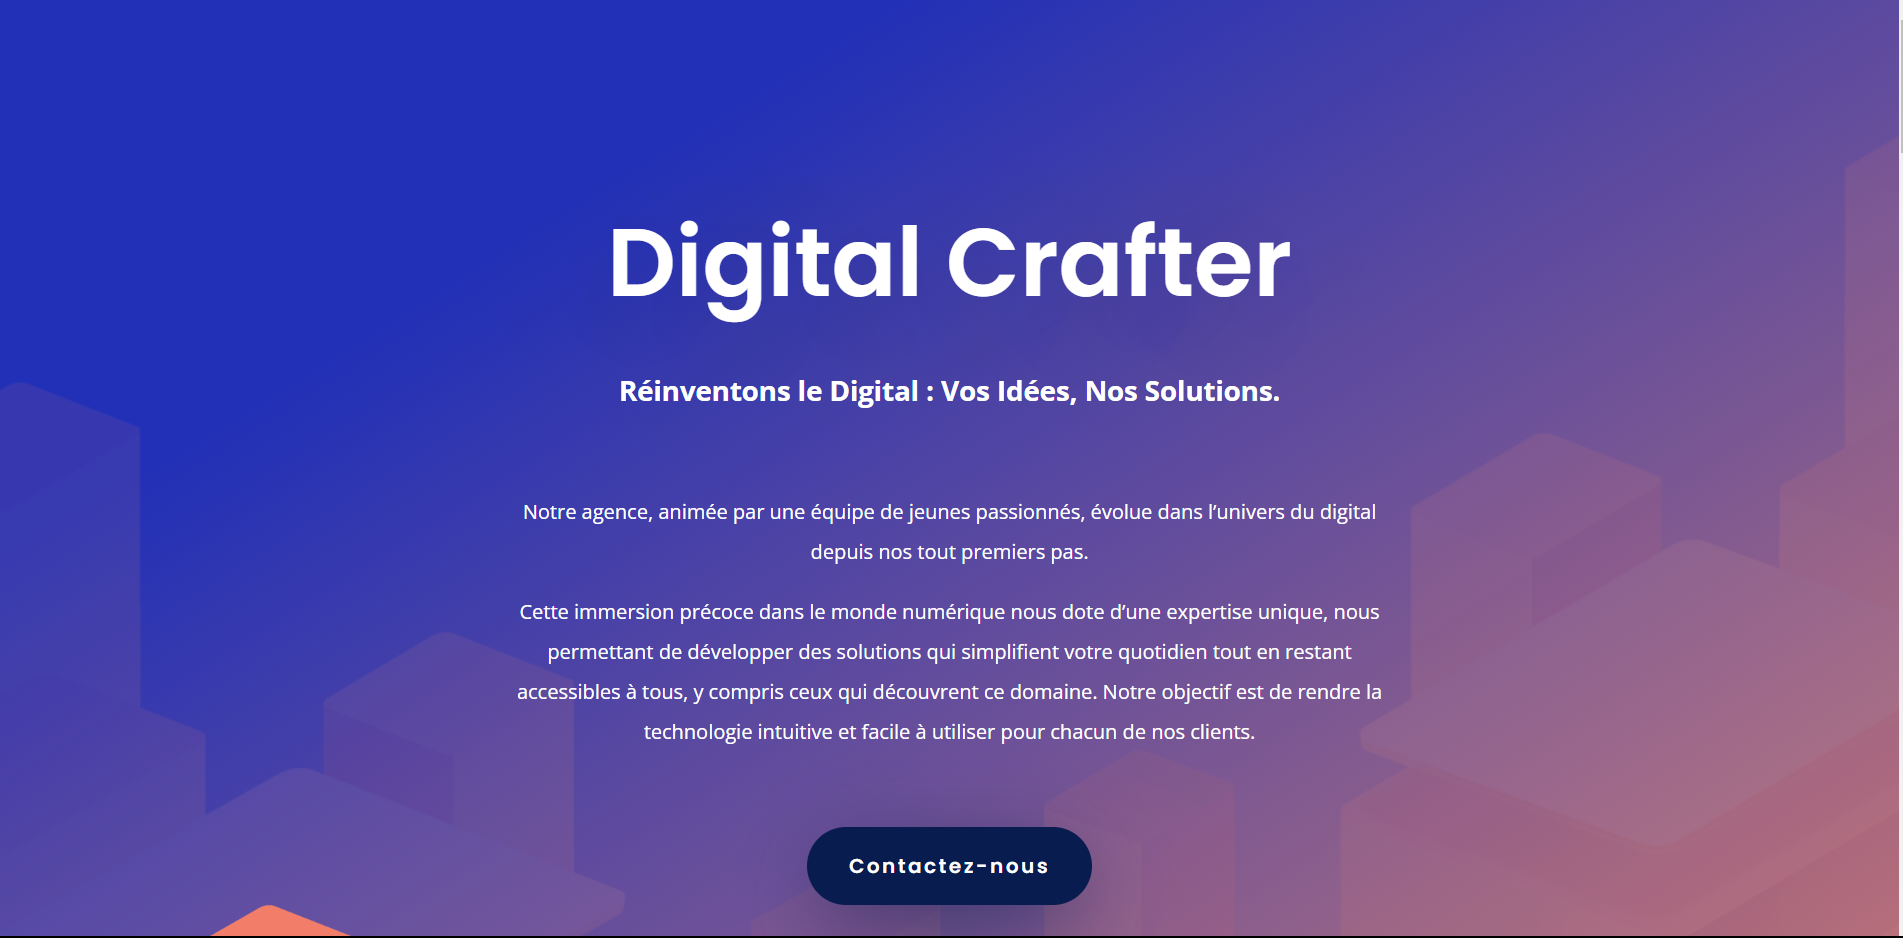 Digital Crafter
Réinventons le Digital : Vos Idées, Nos Solutions.
Notre agence, animée par une équipe de jeunes passionnés, évolue dans l’univers du digital
depuis nos tout premiers pas.
Cette immersion précoce dans le monde numérique nous dote d’une expertise unique, nous
permettant de développer des solutions qui simplifient votre quotidien tout en restant
accessibles à tous, y compris ceux qui découvrent ce domaine. Notre objectif est de rendre la
technologie intuitive et facile à utiliser pour chacun de nos clients.
Contactez-nous